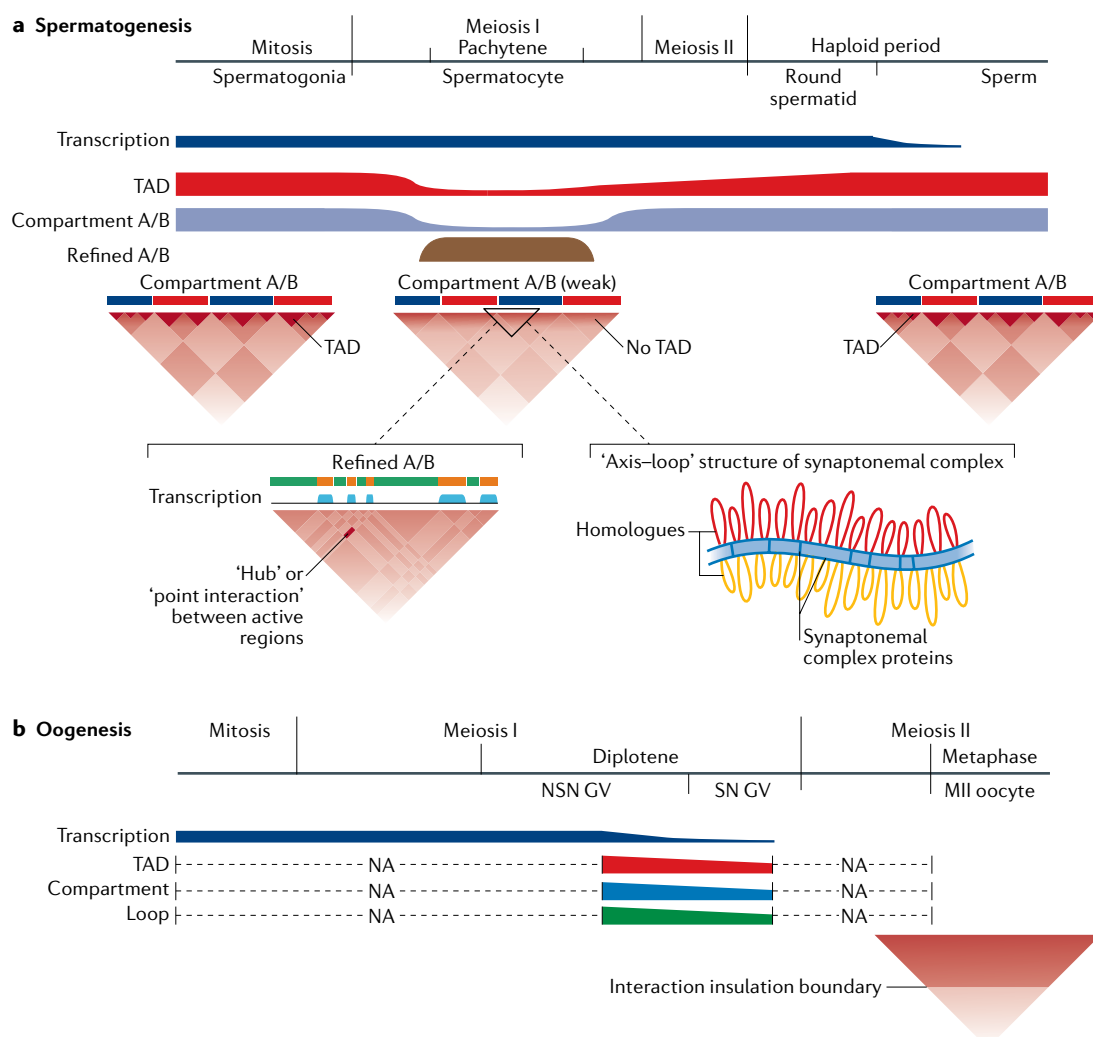 a Spermatogenesis
Meiosis I
Mitosis
Pachytene
Meiosis II
Haploid period
Spermatogonia
Spermatocyte
Round
spermatid
Sperm
Transcription
TAD
Compartment A/B
Refined A/B
Compartment A/B
Compartment A/B (weak)
Compartment A/B
TAD
No TAD
TAD
Refined A/B
Transcription
'Hub' or
'point interaction'
between active
regions
'Axis–loop' structure of synaptonemal complex
Homologues
Synaptonemal
complex proteins
b Oogenesis
Mitosis
Meiosis I
Meiosis II
Diplotene
Metaphase
NSN GV
SN GV
MII oocyte
Transcription
TAD
NA
NA
Compartment
NA
NA
Loop
NA
NA
Interaction insulation boundary